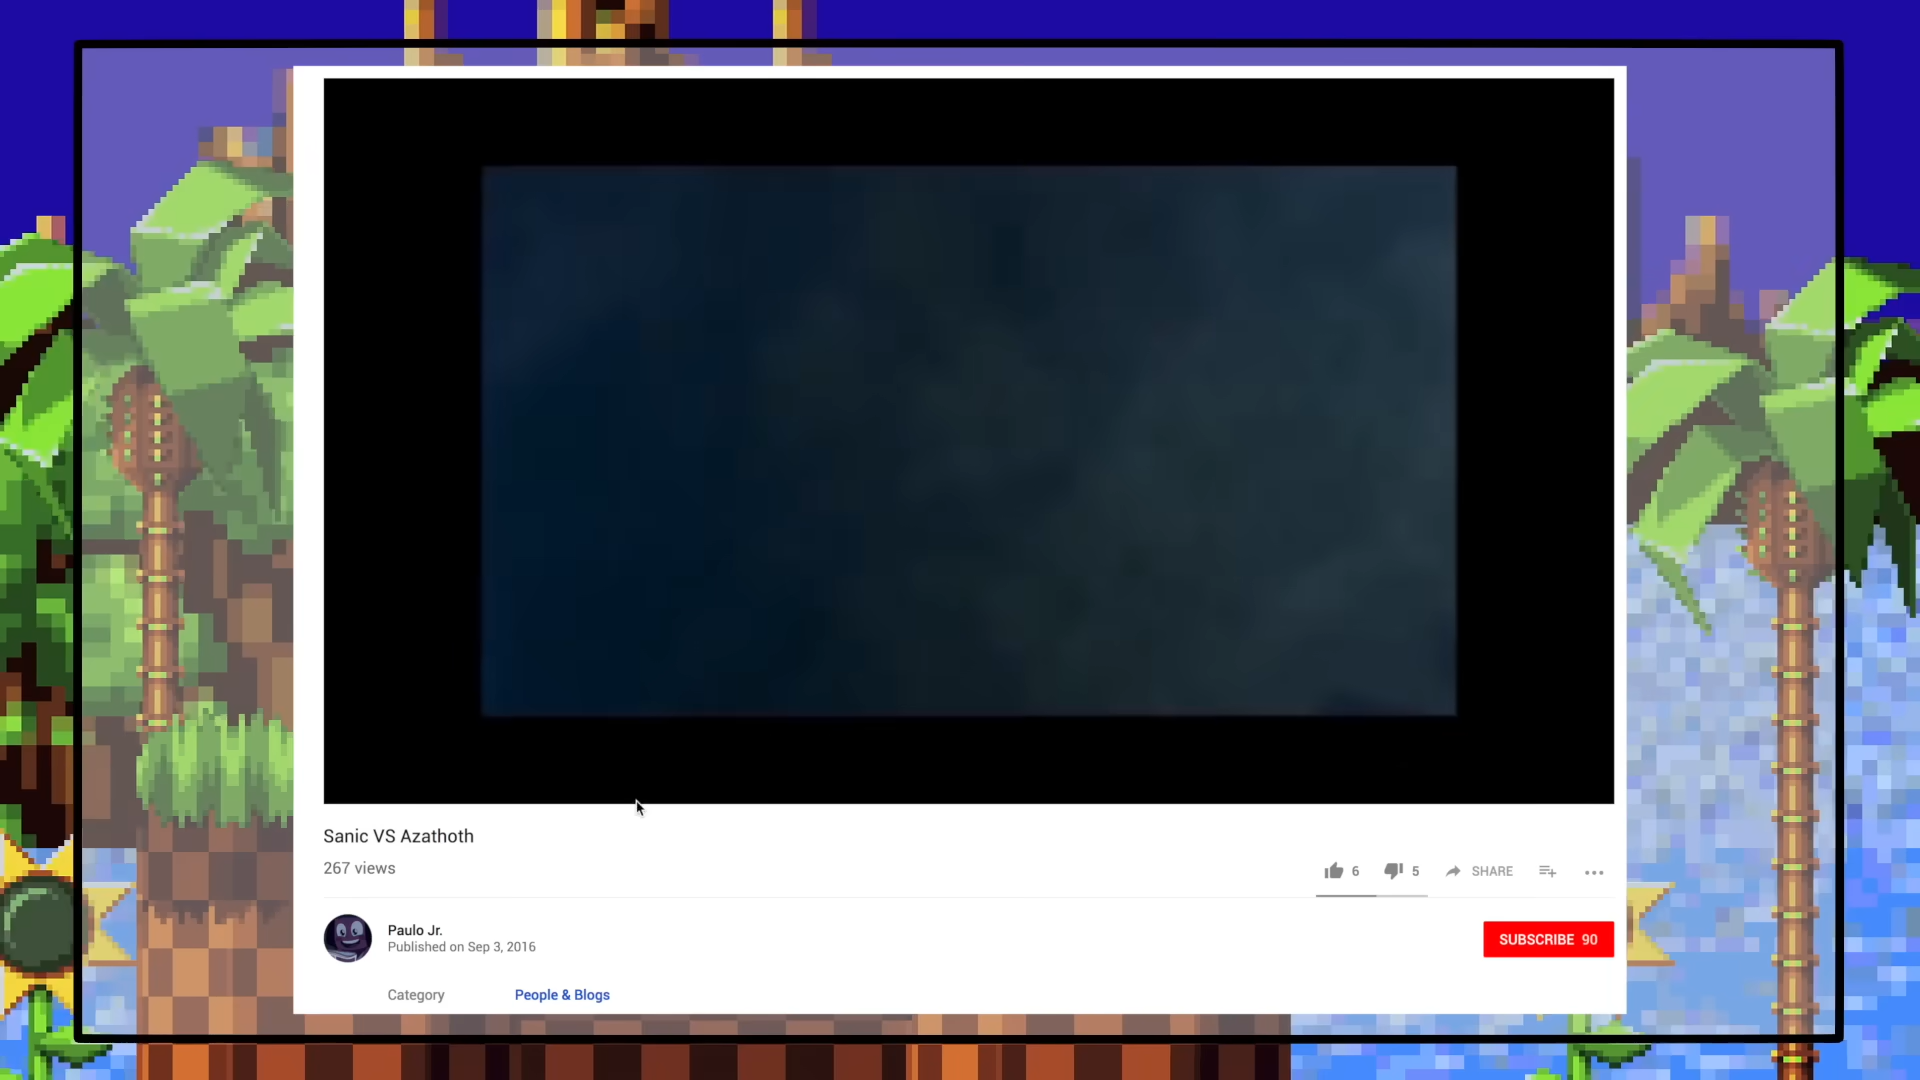 Sanic VS Azathoth
267 views
6 5 SHARE
Paulo Jr.
Published on Sep 3, 2016
SUBSCRIBE 90
Category People & Blogs